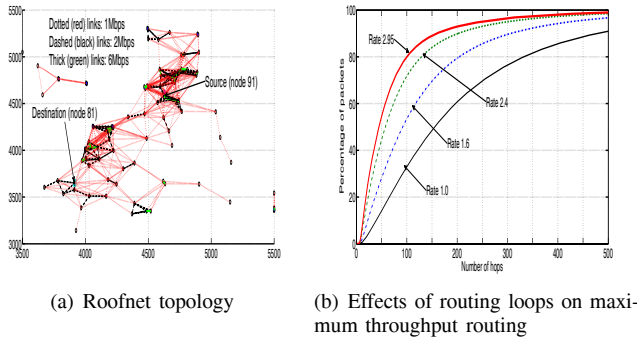 Dotted (red) links: 1Mbps
Dashed (black) links: 2Mbps
Thick (green) links: 6Mbps
Source (node 91)
Destination (node 81)
5500
5000
4500
4000
3500
3000
3500
4000
4500
5000
5500
(a) Roofnet topology
Percentage of packets
100
80
60
40
20
0
0
100
200
300
400
500
Number of hops
Rate 2.95
Rate 2.4
Rate 1.6
Rate 1.0
(b) Effects of routing loops on maxi-
mum throughput routing